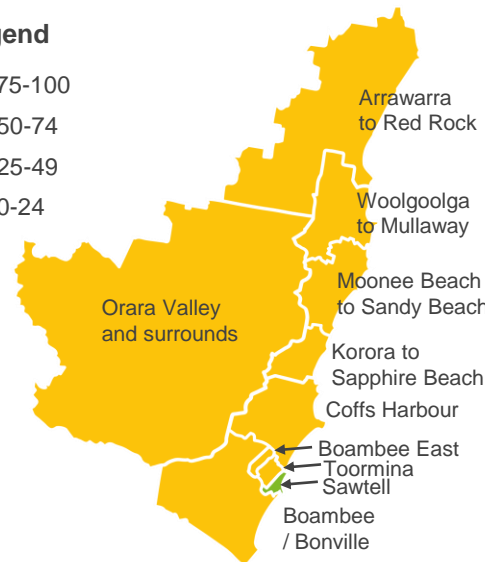 gend
75-100
50-74
25-49
0-24
Arrawarra
to Red Rock
Woolgoolga
to Mullaway
Moonee Beach
to Sandy Beach
Orara Valley
and surrounds
Korora to
Sapphire Beach
Coffs Harbour
Boambee East
Toormina
Sawtell
Boambee
/ Bonville